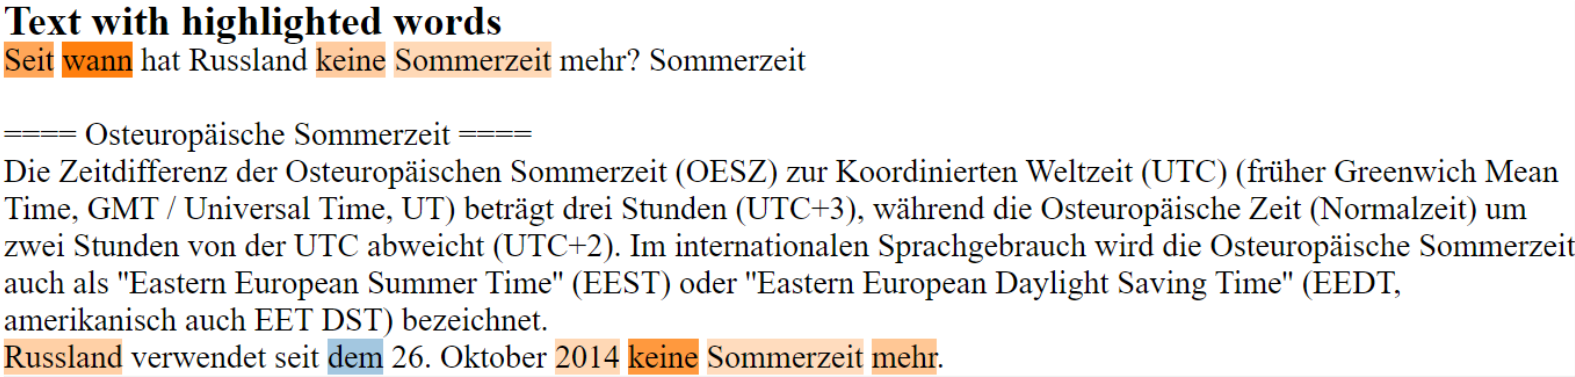 Text with highlighted words
Seit wann hat Russland keine Sommerzeit mehr? Sommerzeit
==== Osteuropäische Sommerzeit ====
Die Zeitdifferenz der Osteuropäischen Sommerzeit (OESZ) zur Koordinierten Weltzeit (UTC) (früher Greenwich Mean
Time, GMT / Universal Time, UT) beträgt drei Stunden (UTC+3), während die Osteuropäische Zeit (Normalzeit) um
zwei Stunden von der UTC abweicht (UTC+2). Im internationalen Sprachgebrauch wird die Osteuropäische Sommerzeit
auch als "Eastern European Summer Time" (EEST) oder "Eastern European Daylight Saving Time" (EEDT,
amerikanisch auch EET DST) bezeichnet.
Russland verwendet seit dem 26. Oktober 2014 keine Sommerzeit mehr.